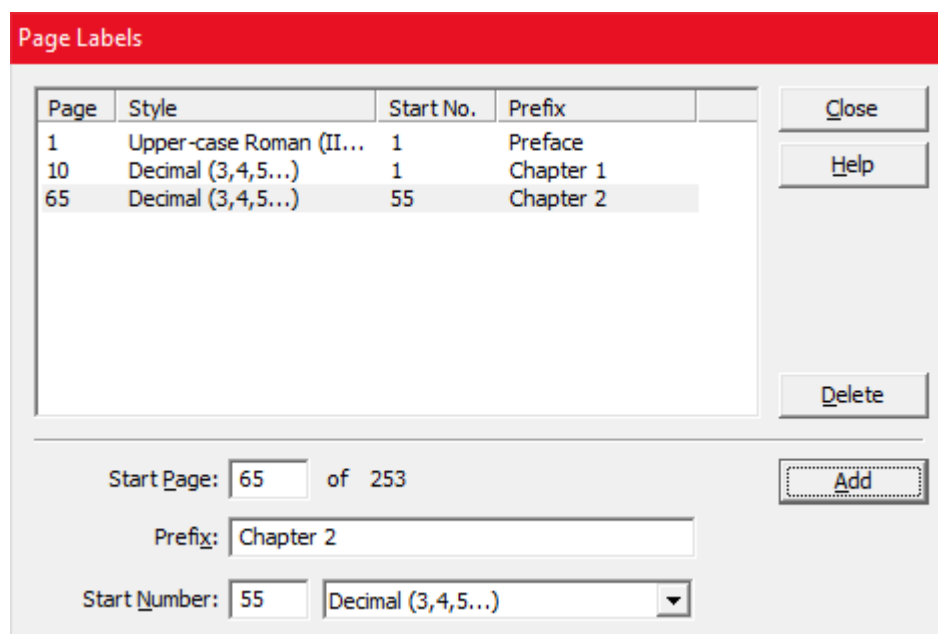 Page Labels
Page Style Start No. Prefix
1 Upper-case Roman (II... 1 Preface
10 Decimal (3,4,5...) 1 Chapter 1
65 Decimal (3,4,5...) 55 Chapter 2
Close
Help
Delete
Start Page: 65 of 253
Add
Prefix: Chapter 2
Start Number: 55 Decimal (3,4,5...)